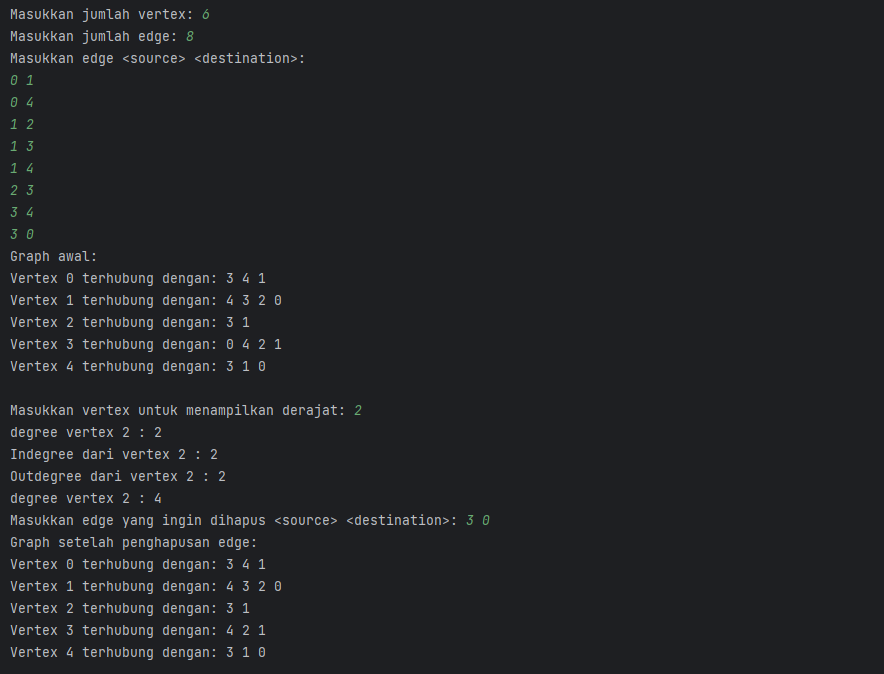 Masukkan jumlah vertex: 6
Masukkan jumlah edge: 8
Masukkan edge <source> <destination>:
0 1
0 4
1 2
1 3
1 4
2 3
3 4
3 0
Graph awal:
Vertex 0 terhubung dengan: 3 4 1
Vertex 1 terhubung dengan: 4 3 2 0
Vertex 2 terhubung dengan: 3 1
Vertex 3 terhubung dengan: 0 4 2 1
Vertex 4 terhubung dengan: 3 1 0
Masukkan vertex untuk menampilkan derajat: 2
degree vertex 2 : 2
Indegree dari vertex 2 : 2
Outdegree dari vertex 2 : 2
degree vertex 2 : 4
Masukkan edge yang ingin dihapus <source> <destination>: 3 0
Graph setelah penghapusan edge:
Vertex 0 terhubung dengan: 3 4 1
Vertex 1 terhubung dengan: 4 3 2 0
Vertex 2 terhubung dengan: 3 1
Vertex 3 terhubung dengan: 4 2 1
Vertex 4 terhubung dengan: 3 1 0